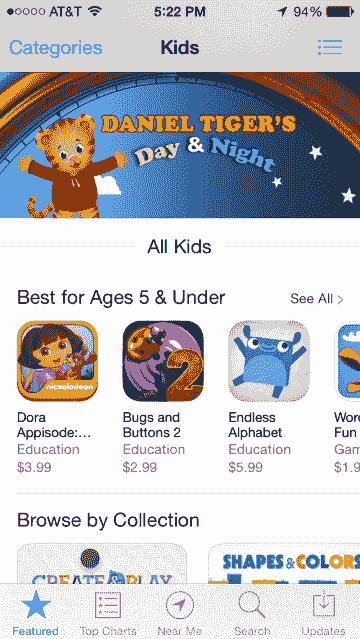 AT&T 5:22 PM 94%
Categories Kids
DANIEL TIGER'S
Day & Night
All Kids
Best for Ages 5 & Under See All >
nickelodeon
2
Dora Bugs and Endless Word
Appisode:... Buttons 2 Alphabet Fun
Education Education Education Gam
$3.99 $2.99 $5.99 $1.9
Browse by Collection
CREATE & PLAY SHAPES & COLORS
Featured Top Charts Near Me Search Updates